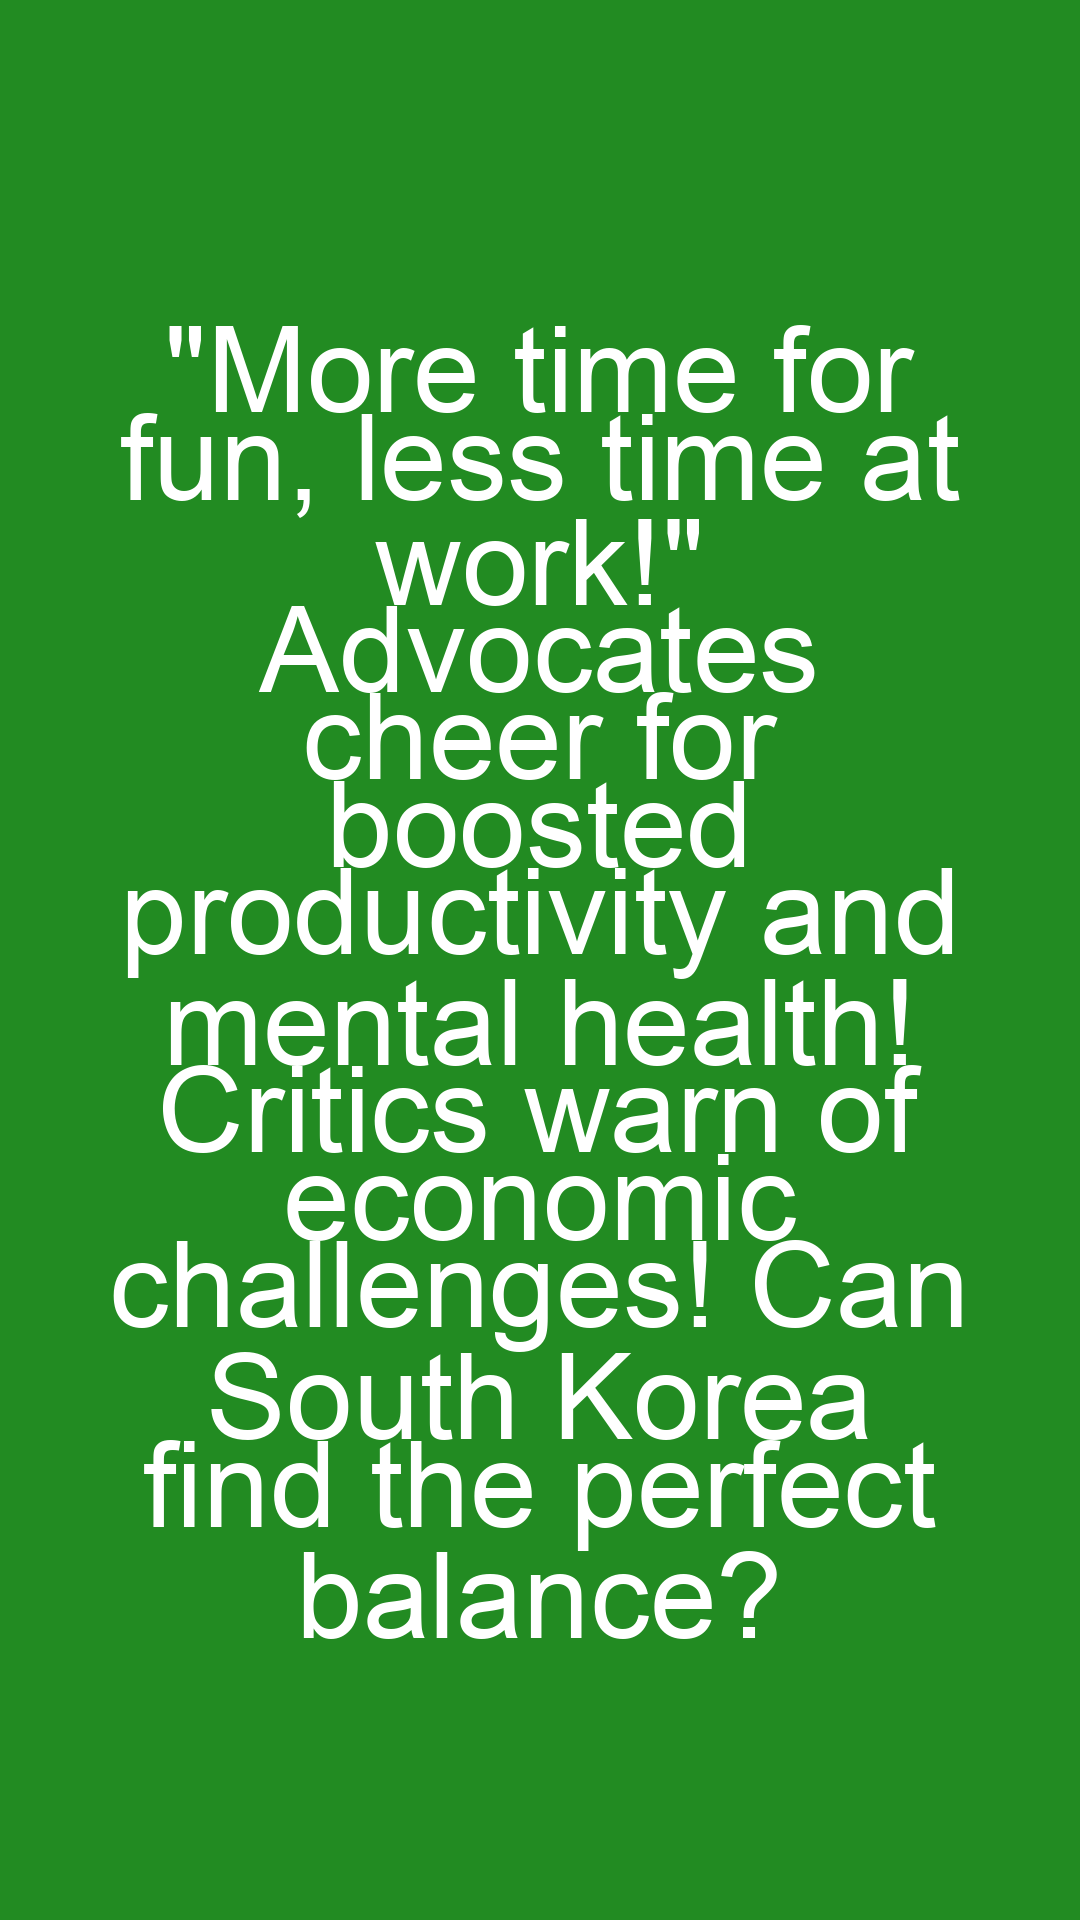 "More time for
fun, less time at
work!"
Advocates
cheer for
boosted
productivity and
mental health!
Critics warn of
economic
challenges! Can
South Korea
find the perfect
balance?